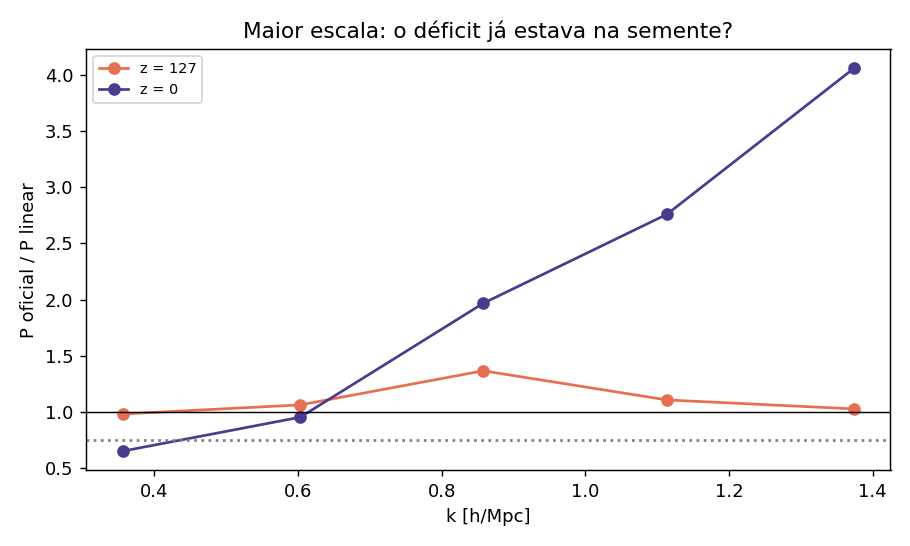 Maior escala: o déficit já estava na semente?
z = 127
z = 0
P oficial / P linear
4.0
3.5
3.0
2.5
2.0
1.5
1.0
0.5
0.4
0.6
0.8
1.0
1.2
1.4
k [h/Mpc]